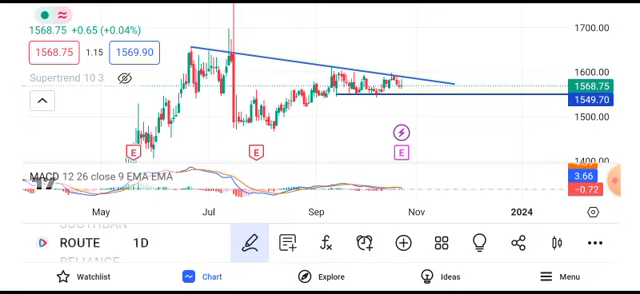 1568.75 +0.65 (+0.04%)
1568.75 1.15 1569.90
Supertrend 10 3
1700.00
1600.00
1568.75
1549.70
1500.00
1400.00
E
E
E
MACD 12 26 close 9 EMA EMA
3.66
−0.72
May Jul Sep Nov 2024
ROUTE 1D
RELIANCE
Watchlist Chart Explore Ideas Menu